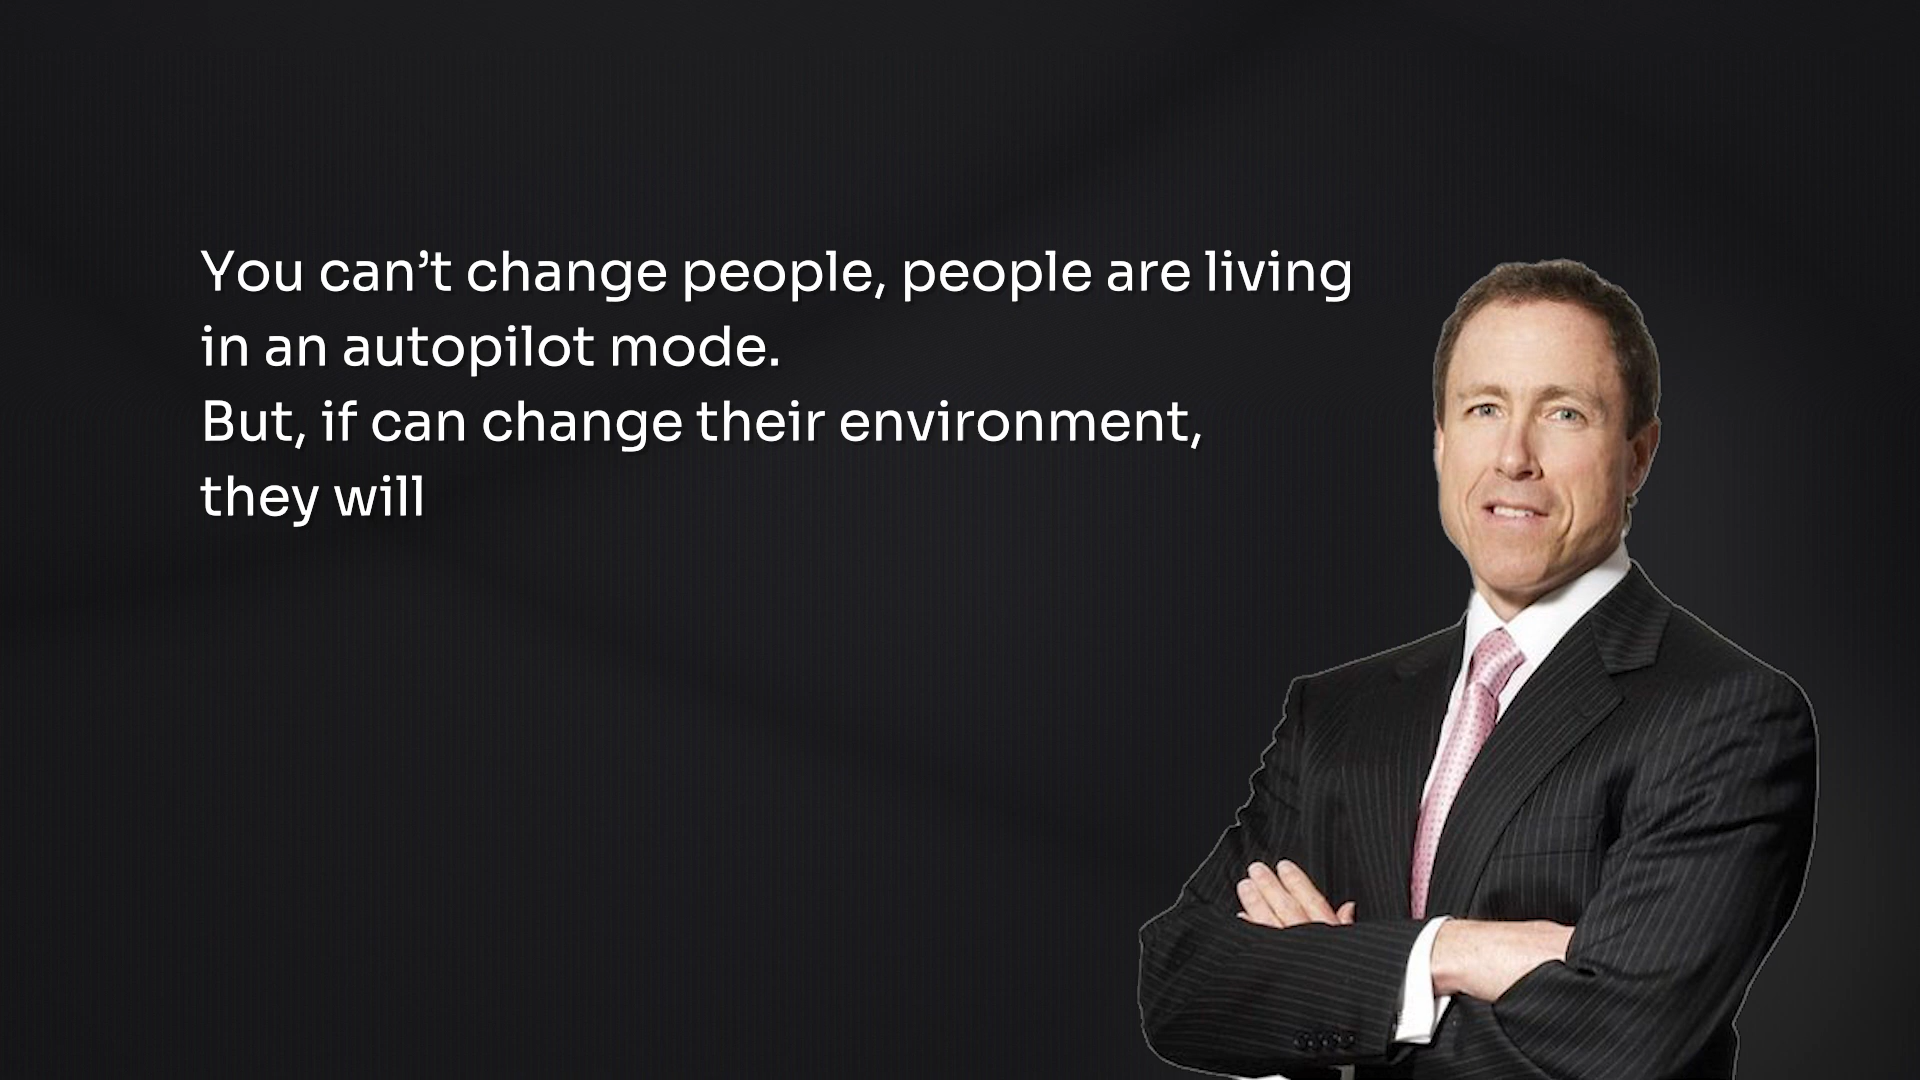 You can’t change people, people are living
in an autopilot mode.
But, if can change their environment,
they will